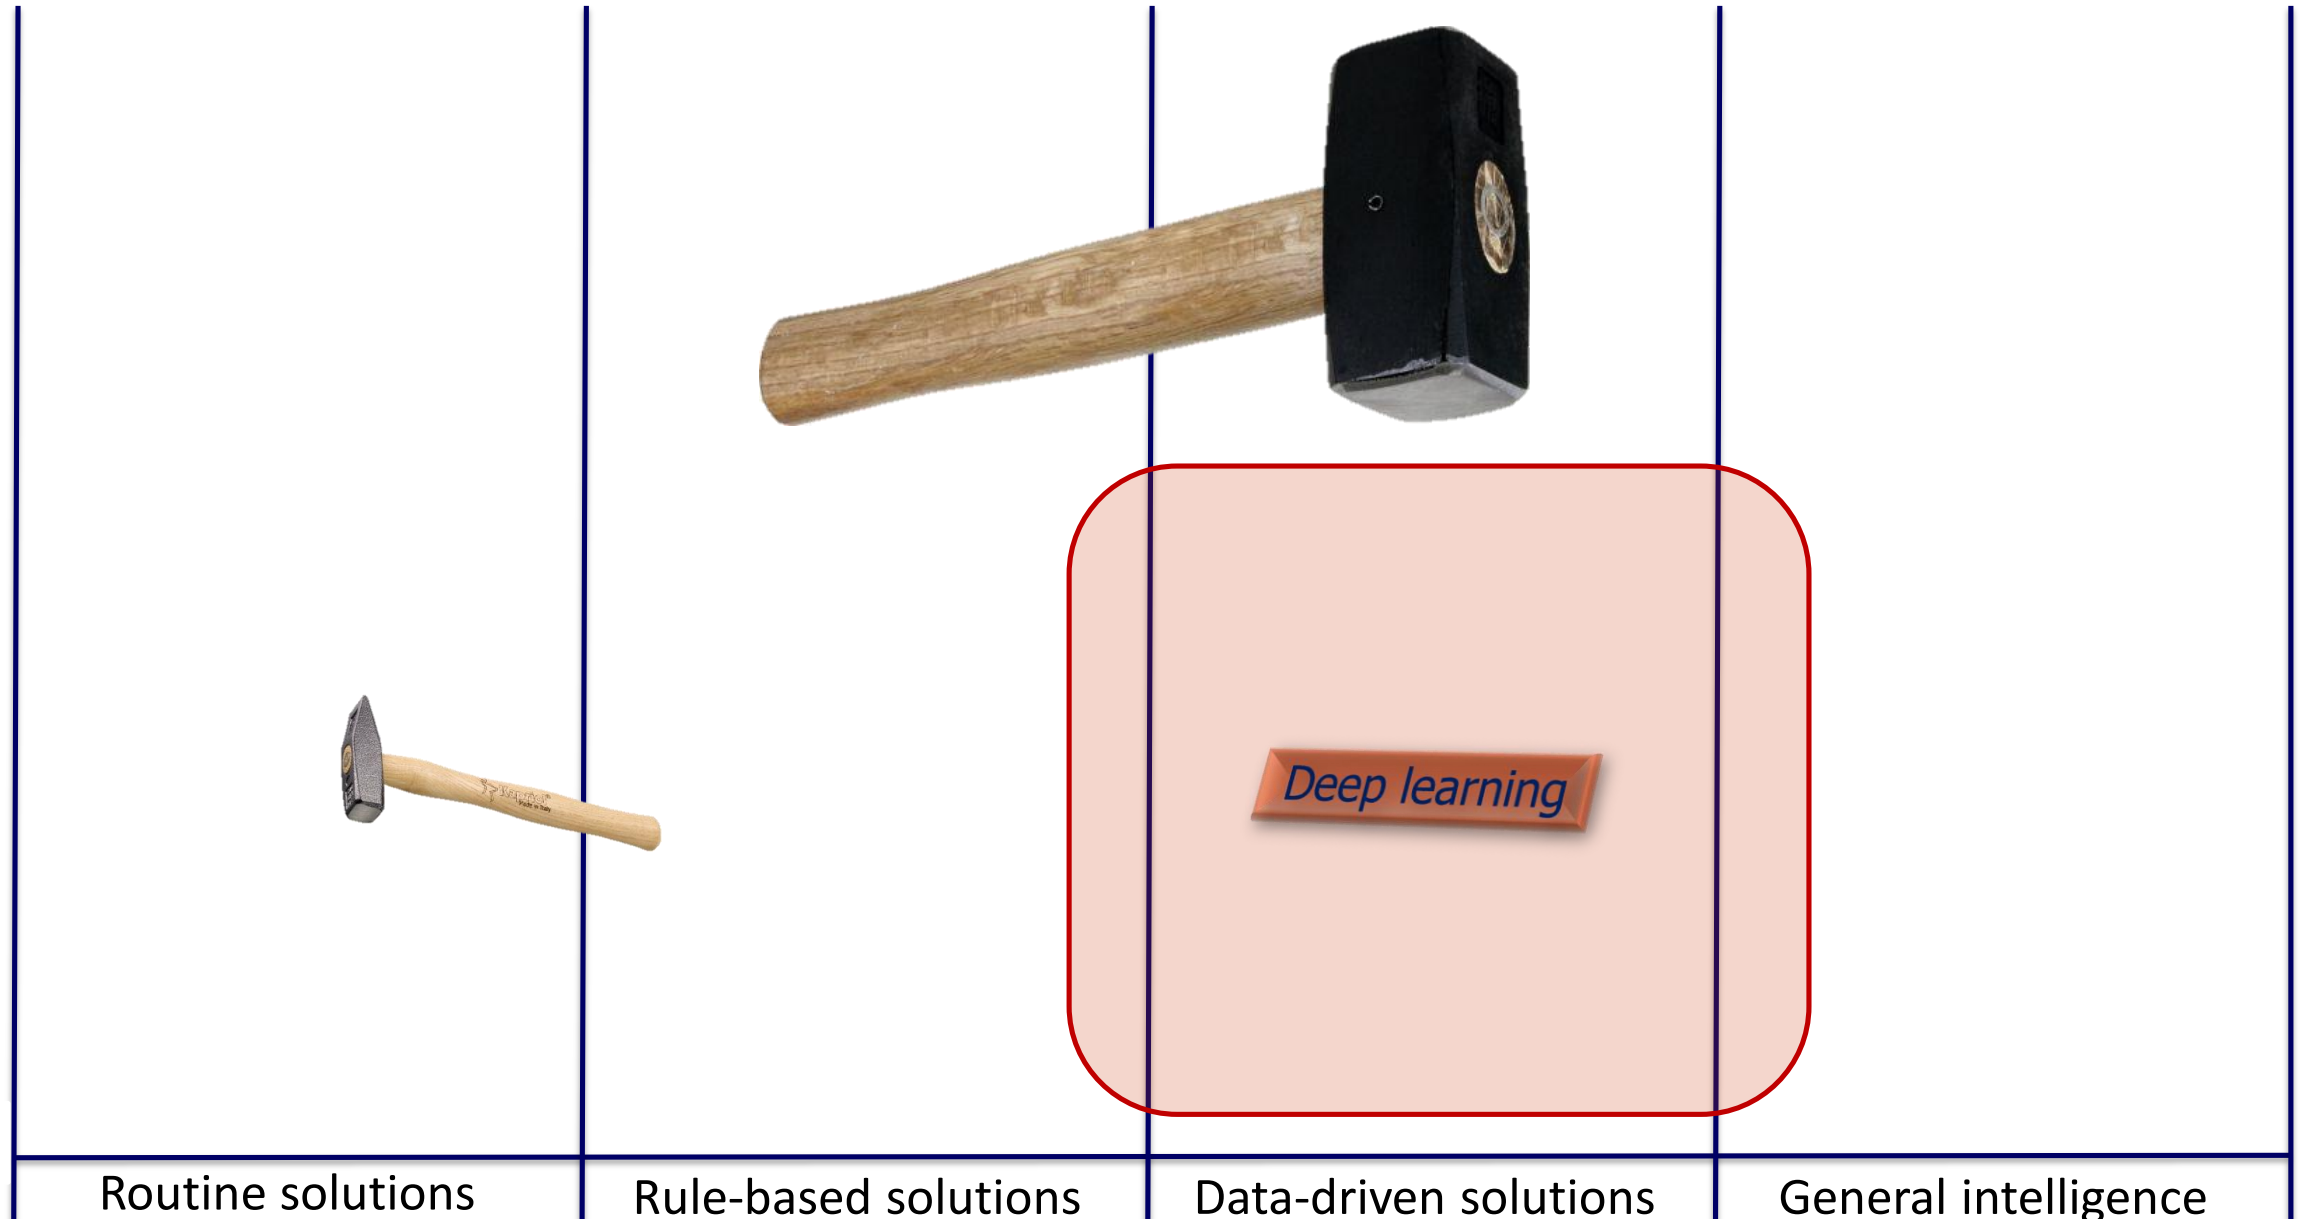 Deep learning
Routine solutions
Rule-based solutions
Data-driven solutions
General intelligence